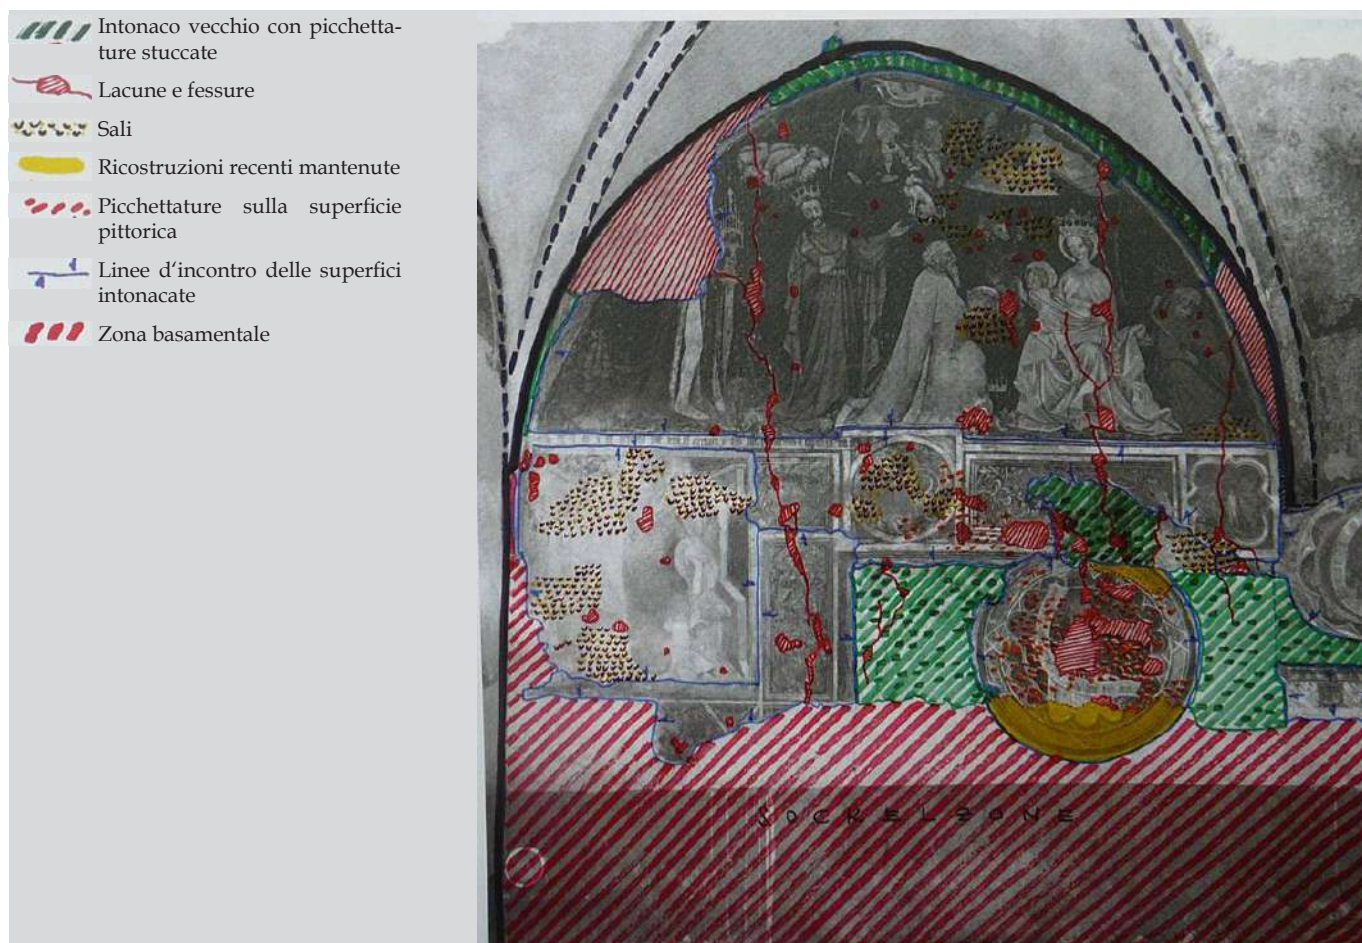 Intonaco vecchio con picchetta-
ture stuccate
Lacune e fessure
Sali
Ricostruzioni recenti mantenute
Picchettature sulla superficie
pittorica
Linee d‘incontro delle superfici
intonacate
Zona basamentale
SOCKELZONE